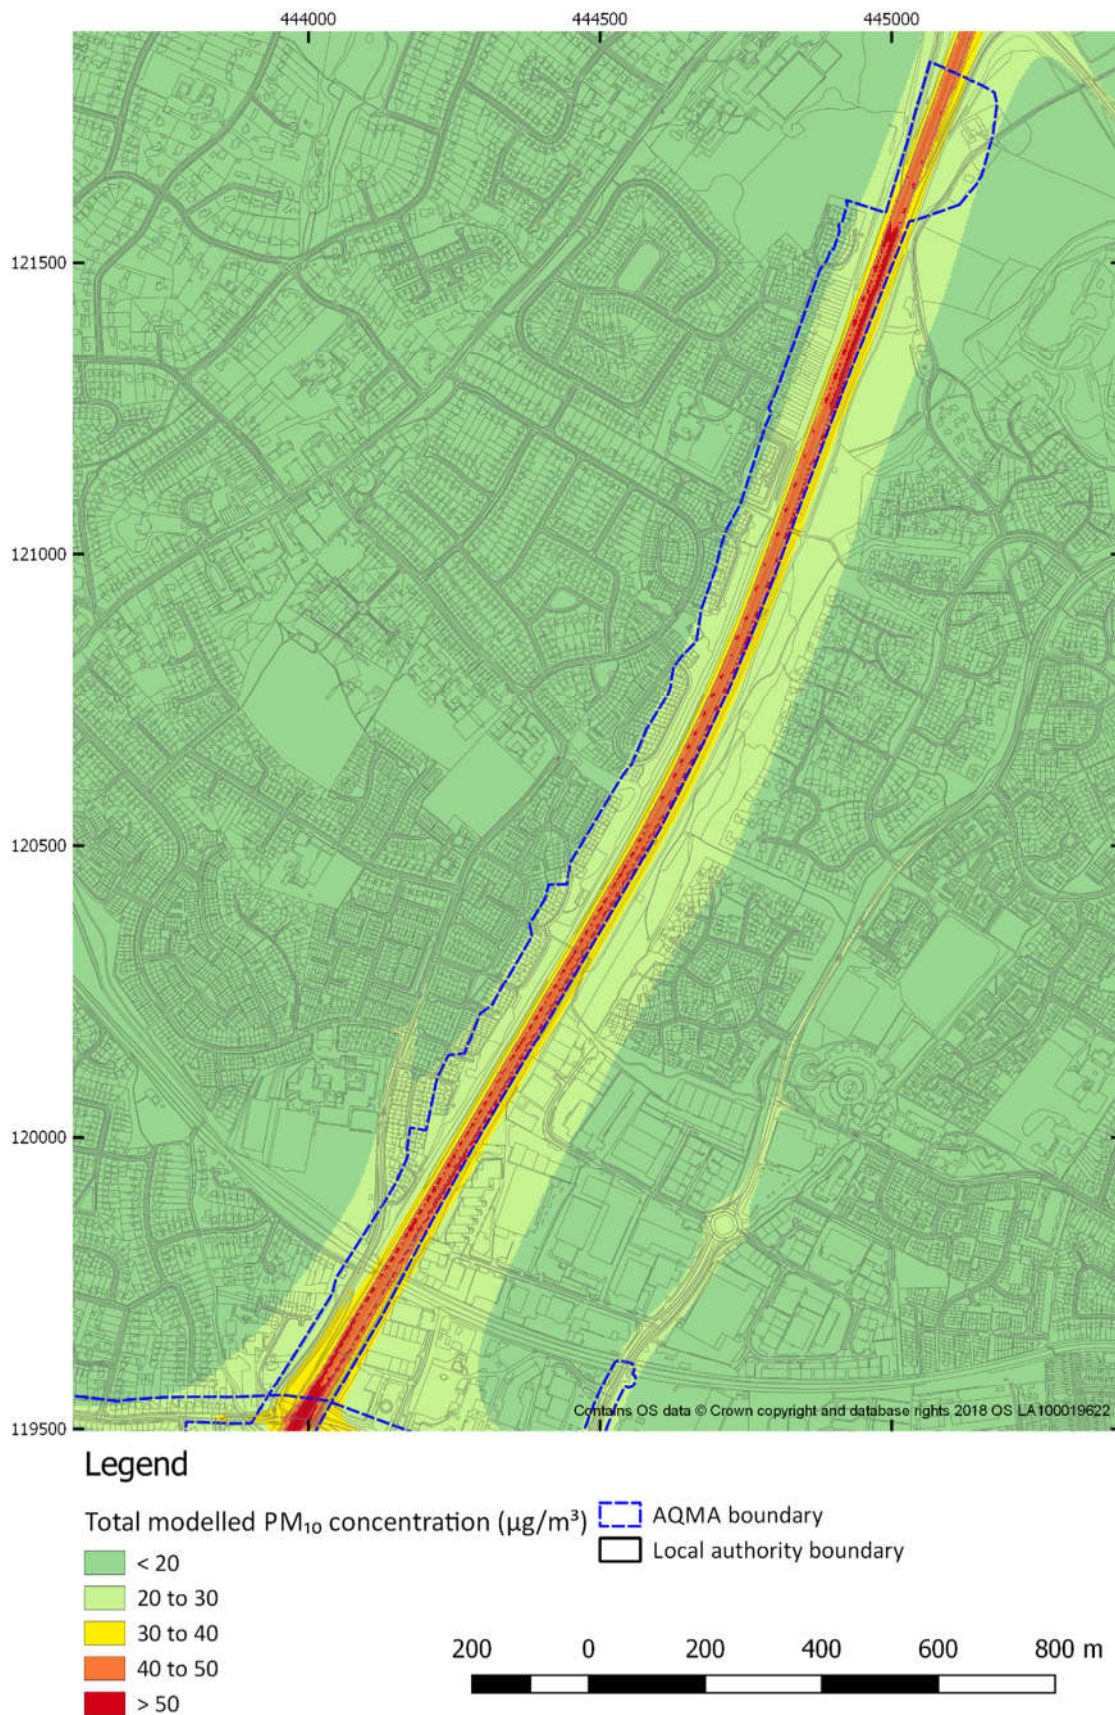 444000 444500 445000
121500
121000
120500
120000
119500
Contains OS data © Crown copyright and database rights 2018 OS LA100019622
Legend
Total modelled PM₁₀ concentration (µg/m³)
< 20
20 to 30
30 to 40
40 to 50
> 50
AQMA boundary
Local authority boundary
200 0 200 400 600 800 m